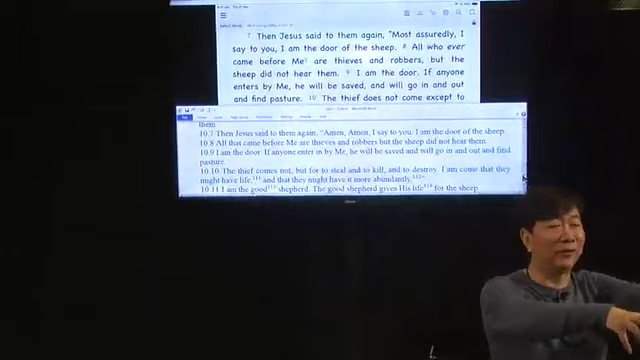 7 Then Jesus said to them again, "Most assuredly, I
say to you, I am the door of the sheep. 8 All who ever
came before Me are thieves and robbers, but the
sheep did not hear them. 9 I am the door. If anyone
enters by Me, he will be saved, and will go in and out
and find pasture. 10 The thief does not come except to
them
10.7 Then Jesus said to them again, "Amen, Amen, I say to you. I am the door of the sheep.
10.8 All that came before Me are thieves and robbers but the sheep did not hear them.
10.9 I am the door. If anyone enter in by Me, he will be saved and will go in and out and find
pasture.
10.10 The thief comes not, but for to steal and to kill, and to destroy. I am come that they
might have life, and that they might have it more abundantly.
10.11 I am the good shepherd. The good shepherd gives His life for the sheep